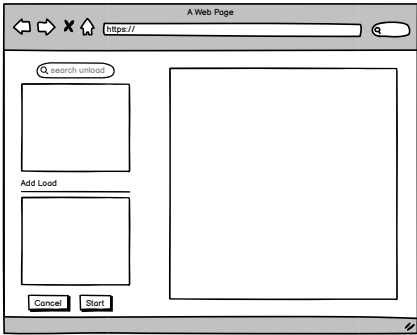 A Web Page
https://
search unload
Add Load
Cancel
Start